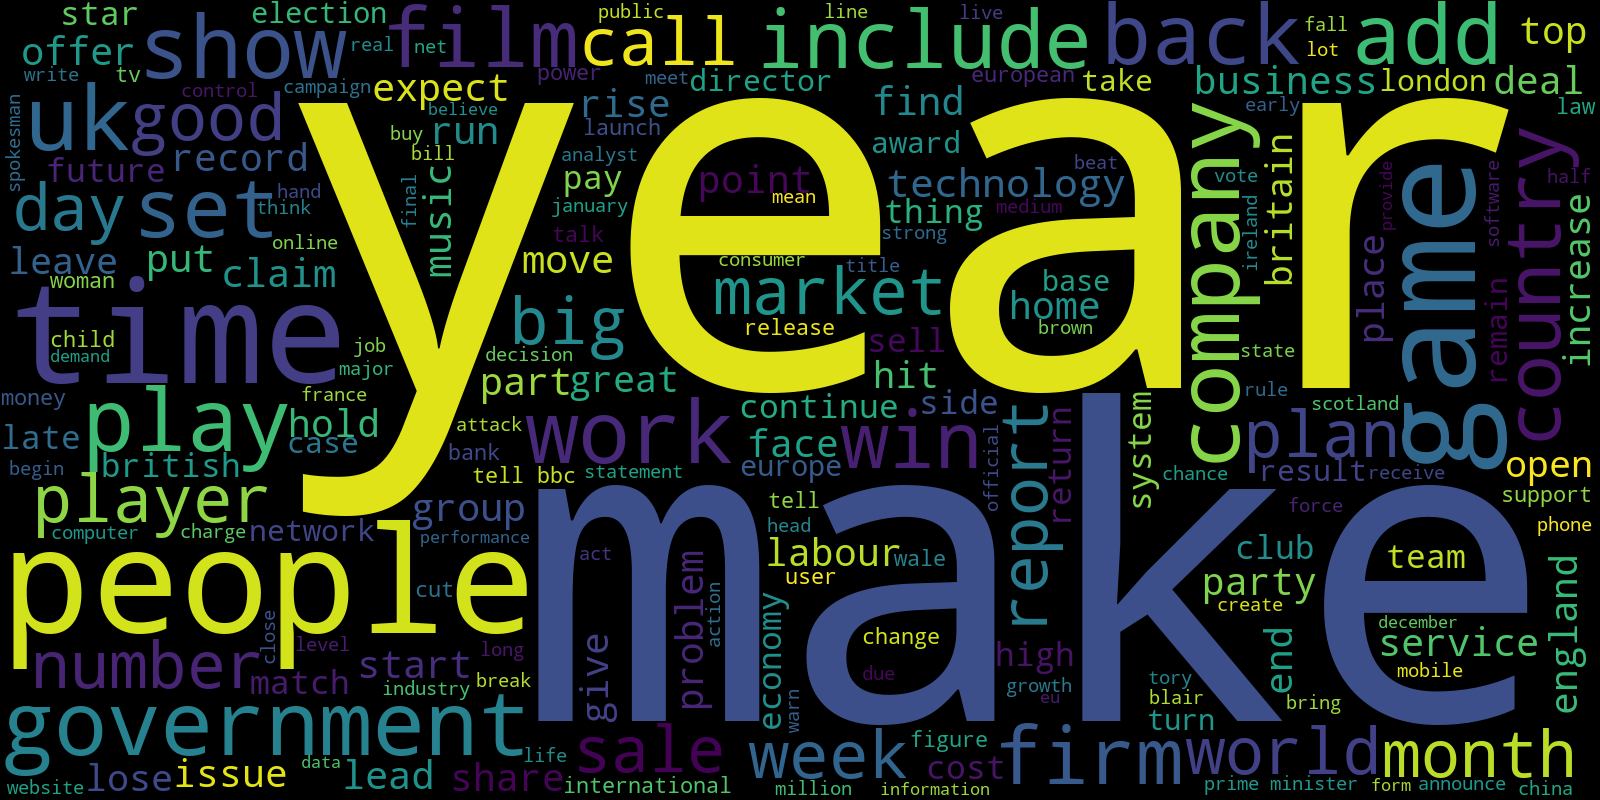 year
make
people
time
government
game
company
country
film
show
call
include
back
add
top
star
election
public
line
live
fall
lot
offer
real
net
write
tv
control
campaign
expect
power
meet
director
european
take
business
london
deal
uk
good
believe
rise
find
early
law
spokesman
buy
run
launch
award
future
record
bill
analyst
beat
britain
hand
final
music
pay
point
mean
technology
vote
provide
software
half
day
set
think
january
thing
medium
ireland
online
talk
strong
leave
put
claim
move
consumer
title
place
increase
woman
big
market
base
home
remain
child
release
brown
demand
job
decision
sell
state
major
part
great
hit
rule
money
france
continue
side
scotland
play
hold
attack
work
face
win
report
return
system
plan
late
case
bank
british
begin
tell bbc
statement
europe
official
chance
result
receive
open
player
group
tell
force
support
computer
charge
network
performance
head
phone
act
labour
wale
club
team
user
party
cut
problem
action
create
economy
change
december
england
number
close
level
long
start
give
high
end
service
match
industry
break
due
growth
eu
tory
blair
mobile
bring
warn
turn
sale
week
figure
firm
world
month
life
website
lose
issue
data
lead
share
international
million
cost
information
prime minister
form
announce
china